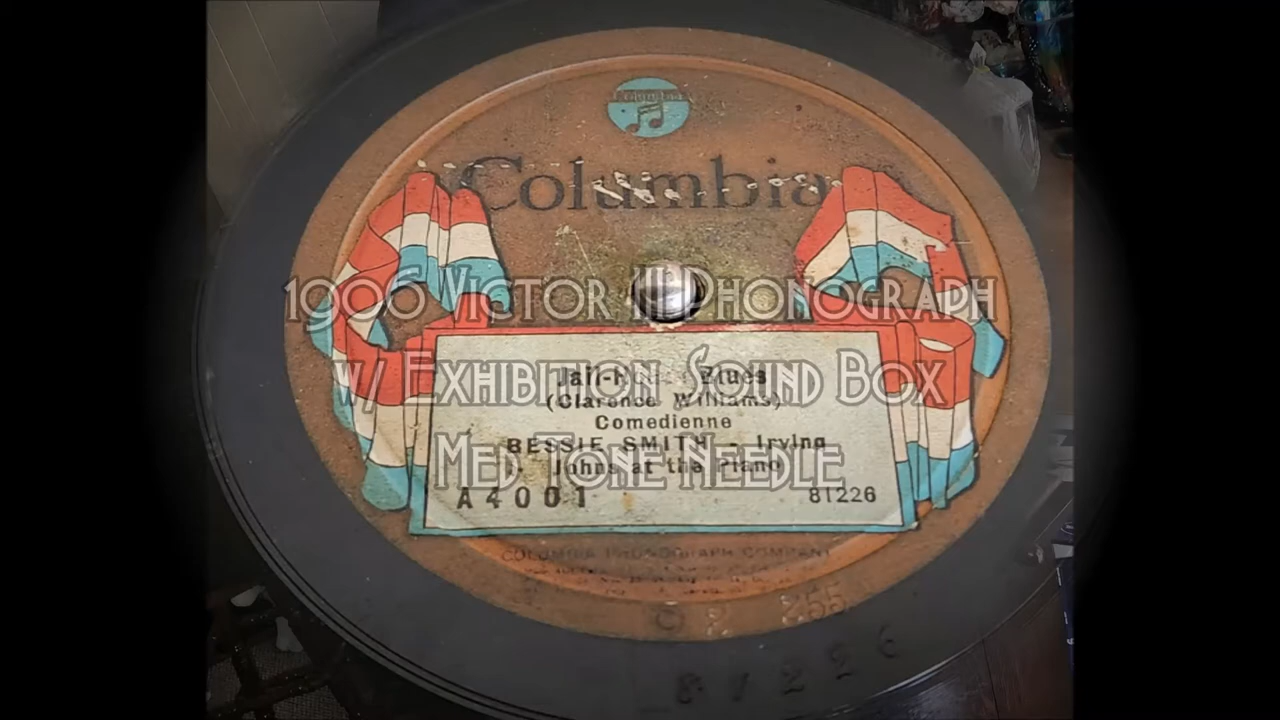 Columbia
Columbia
1906 Victor III Phonograph
w/ Exhibition Sound Box
Jail-House Blues
(Clarence Williams)
Comedienne
BESSIE SMITH - Irving
Johns at the Piano
Med Tone Needle
A4001
81226
COLUMBIA PHONOGRAPH COMPANY
81226